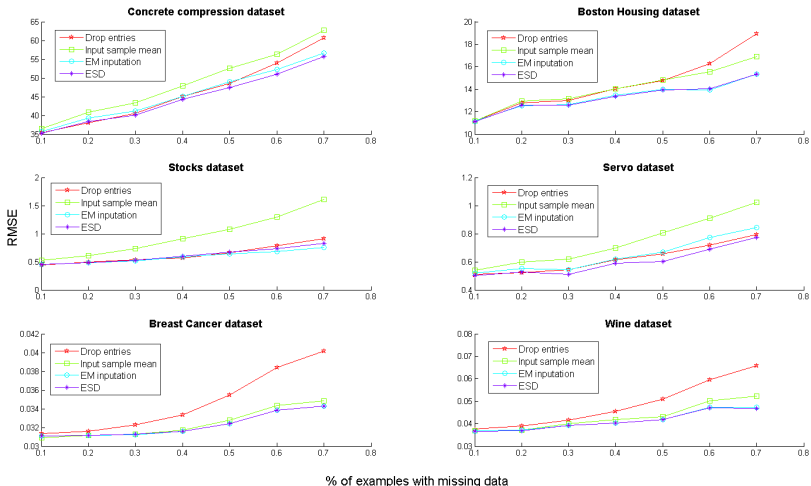 Concrete compression dataset
65
60
55
50
45
40
35
Drop entries
Input sample mean
EM inputation
ESD
0.1 0.2 0.3 0.4 0.5 0.6 0.7 0.8
Boston Housing dataset
20
18
16
14
12
10
Drop entries
Input sample mean
EM inputation
ESD
0.1 0.2 0.3 0.4 0.5 0.6 0.7 0.8
RMSE
Stocks dataset
2
1.5
1
0.5
0
Drop entries
Input sample mean
EM inputation
ESD
0.1 0.2 0.3 0.4 0.5 0.6 0.7 0.8
Servo dataset
1.2
1
0.8
0.6
0.4
Drop entries
Input sample mean
EM inputation
ESD
0.1 0.2 0.3 0.4 0.5 0.6 0.7 0.8
Breast Cancer dataset
0.042
0.04
0.038
0.036
0.034
0.032
0.03
Drop entries
Input sample mean
EM inputation
ESD
0.1 0.2 0.3 0.4 0.5 0.6 0.7 0.8
Wine dataset
0.08
0.07
0.06
0.05
0.04
0.03
Drop entries
Input sample mean
EM inputation
ESD
0.1 0.2 0.3 0.4 0.5 0.6 0.7 0.8
% of examples with missing data